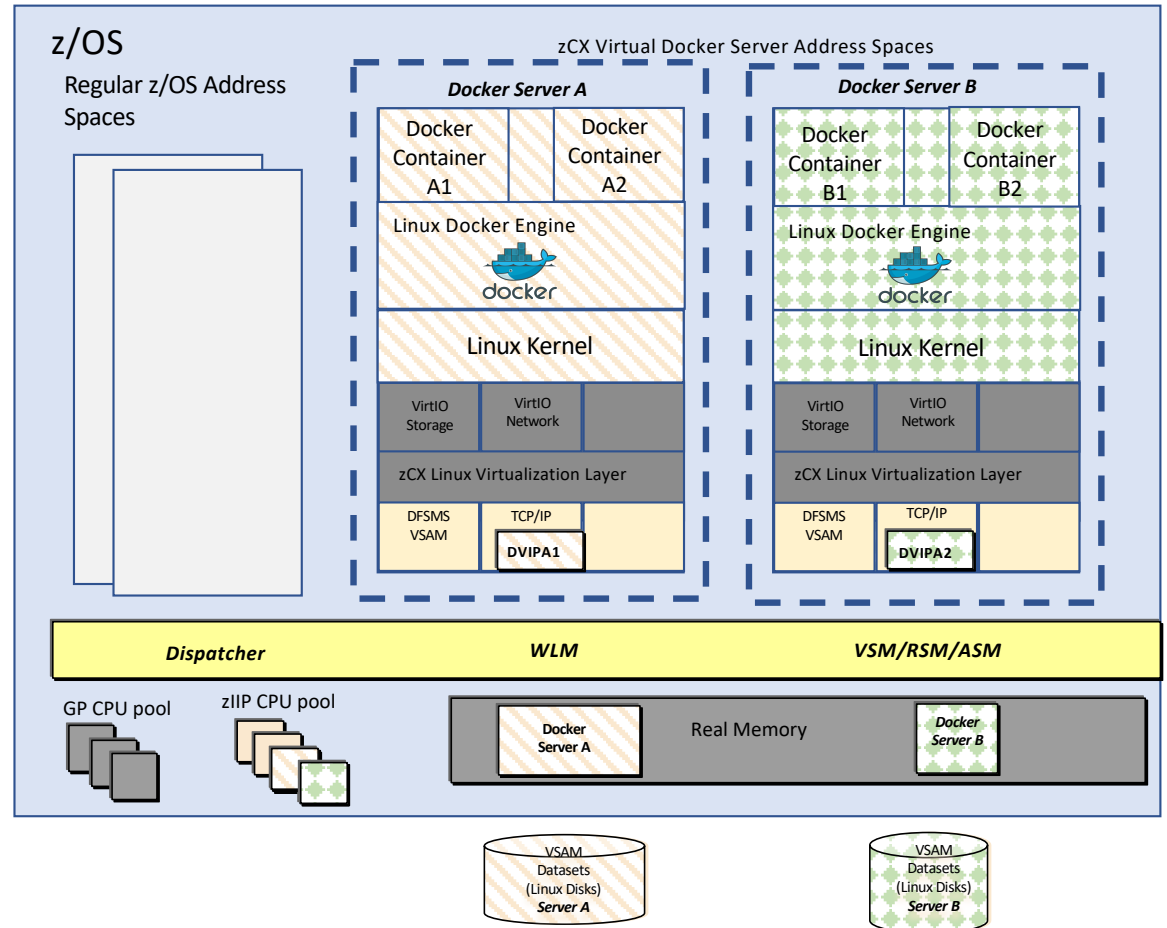 z/OS
zCX Virtual Docker Server Address Spaces
Regular z/OS Address
Spaces
Docker Server A
Docker
Container
A1
Docker
Container
A2
Linux Docker Engine
docker
Linux Kernel
VirtIO
Storage
VirtIO
Network
zCX Linux Virtualization Layer
DFSMS
VSAM
TCP/IP
DVIPA1
Docker Server B
Docker
Container
B1
Docker
Container
B2
Linux Docker Engine
docker
Linux Kernel
VirtIO
Storage
VirtIO
Network
zCX Linux Virtualization Layer
DFSMS
VSAM
TCP/IP
DVIPA2
Dispatcher
WLM
VSM/RSM/ASM
GP CPU pool
zIIP CPU pool
Docker
Server A
Real Memory
Docker
Server B
VSAM
Datasets
(Linux Disks)
Server A
VSAM
Datasets
(Linux Disks)
Server B